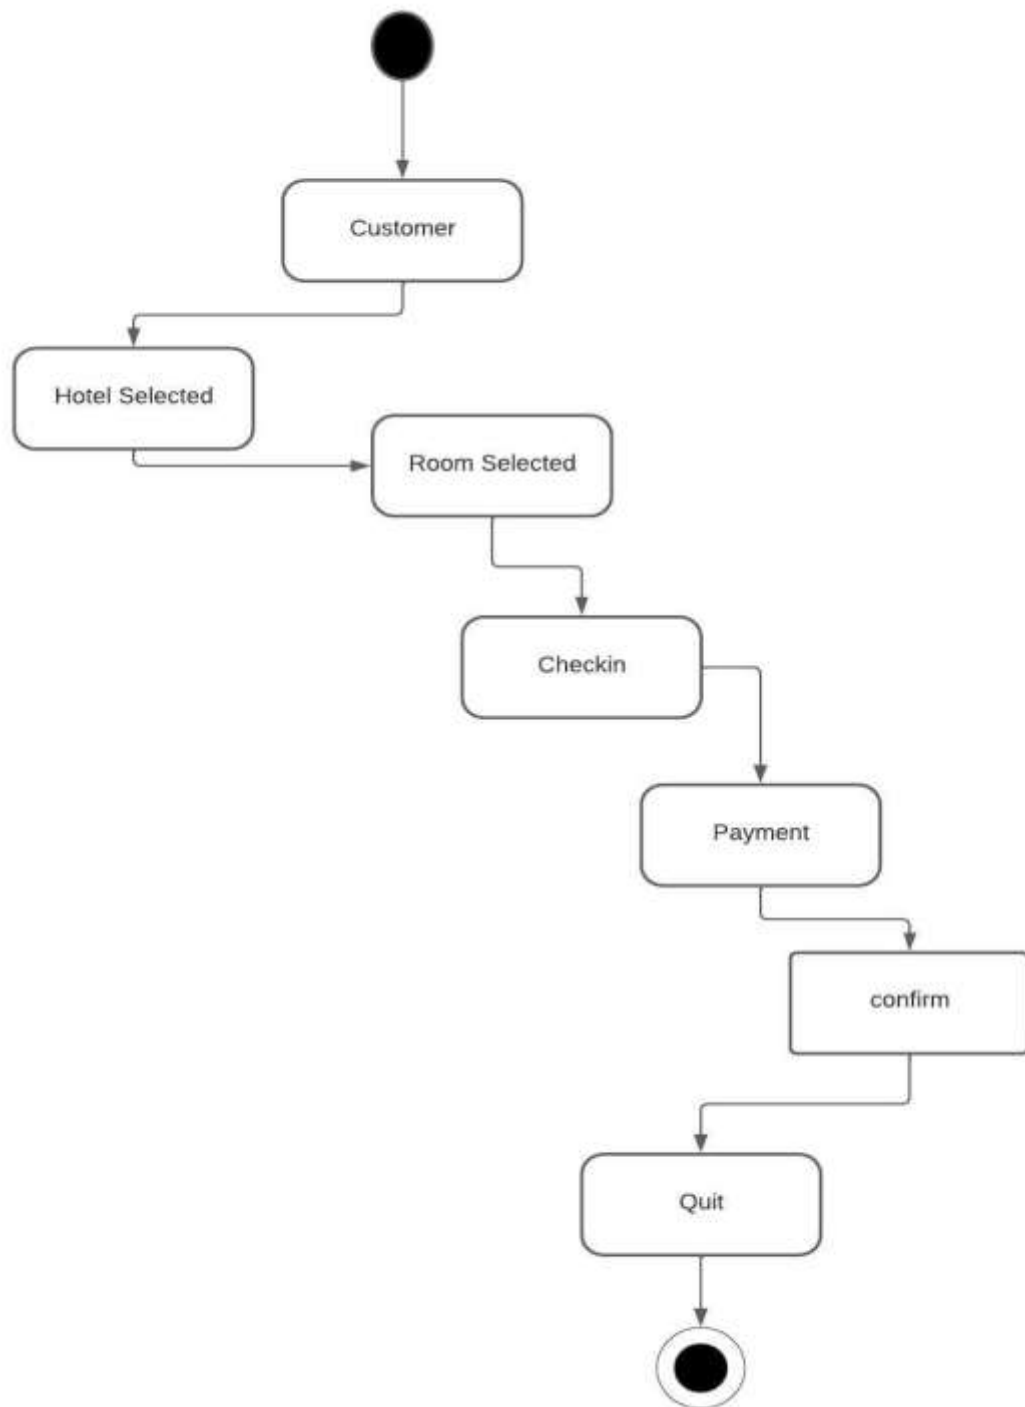 Customer
Hotel Selected
Room Selected
Checkin
Payment
confirm
Quit